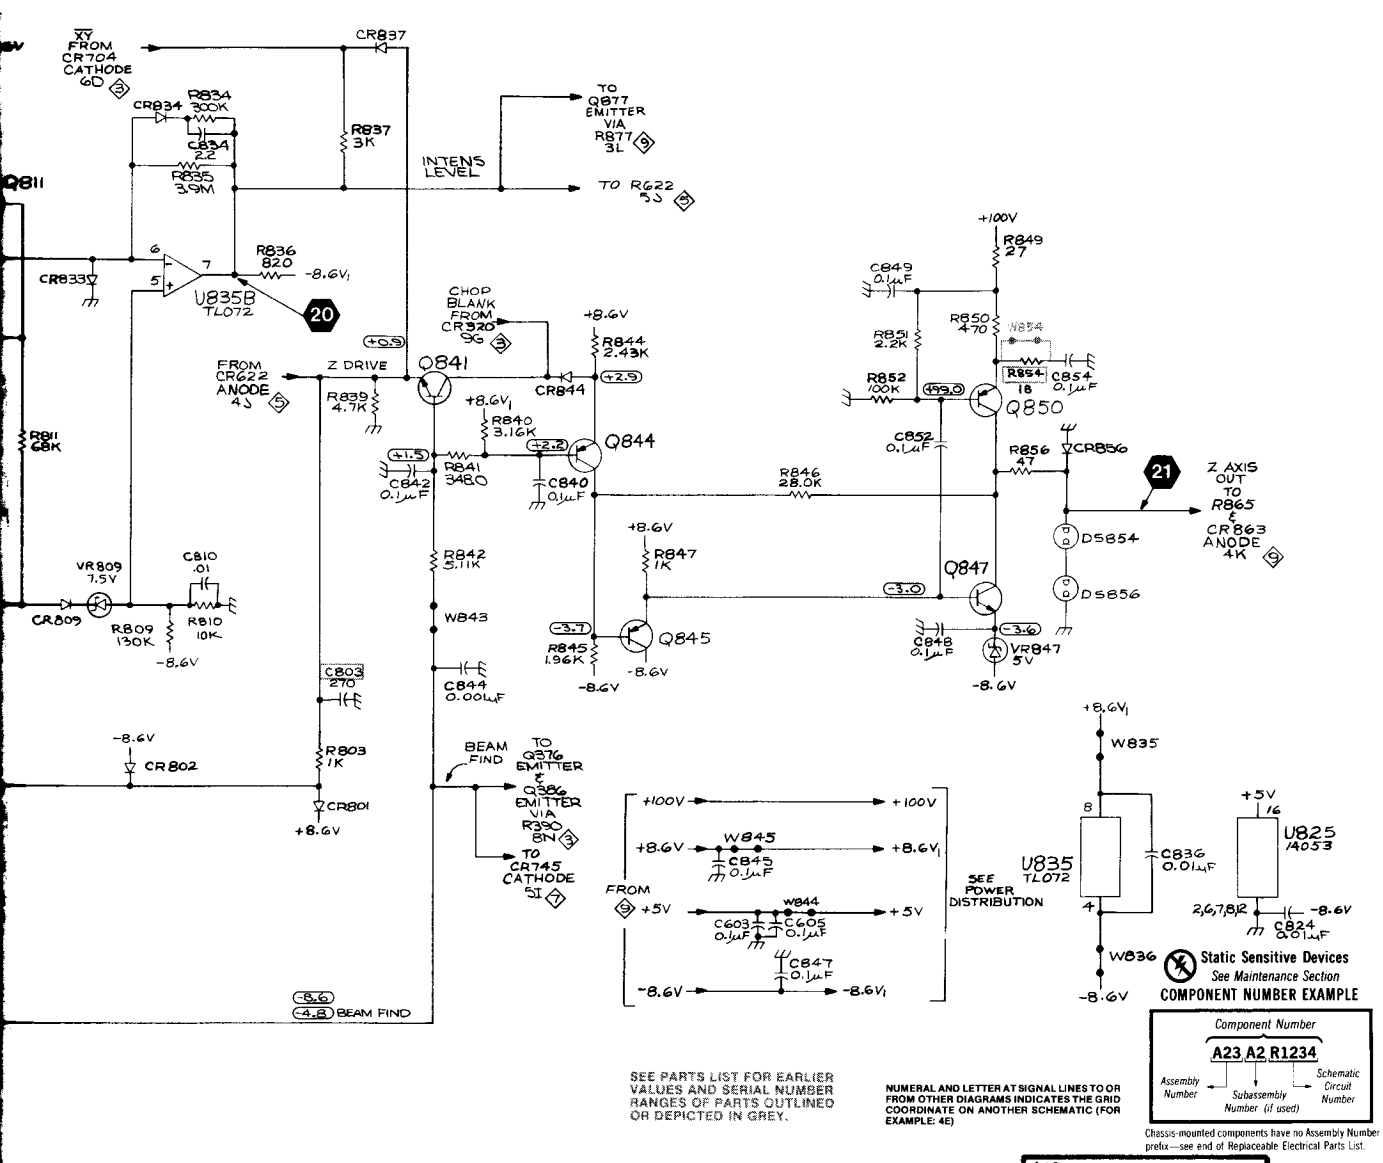 XY
FROM
CR704
CATHODE
6D 3
CR837
CR834
R834
300K
C834
2.2
R835
3.9M
R837
3K
INTENS
LEVEL
TO
Q877
EMITTER
VIA
R877
3L 9
TO R622
5J 5
Q811
6
5
7
-
+
CR833
U835B
TL072
R836
820
-8.6V1
20
CHOP
BLANK
FROM
CR320
9G 3
FROM
CR622
ANODE
4J 5
Z DRIVE
+0.9
Q841
R839
4.7K
CR844
+8.6V
R844
2.43K
+2.9
+8.6V1
R840
3.16K
+2.2
Q844
+1.5
R841
348.0
C842
0.1µF
C840
0.1µF
R811
68K
R842
5.11K
W843
C844
0.001µF
VR809
7.5V
C810
.01
CR809
R809
130K
-8.6V
R810
10K
C803
270
R803
1K
-8.6V
CR802
CR801
+8.6V
BEAM
FIND
TO
Q376
EMITTER
&
Q386
EMITTER
VIA
R390
8N 3
TO
CR745
CATHODE
5I 7
-8.6
-4.8 BEAM FIND
R846
28.0K
+8.6V
R847
1K
-3.7
R845
1.96K
-8.6V
Q845
-8.6V
+100V
R849
27
C849
0.1µF
R850
470
W854
R851
2.2K
R852
100K
+99.0
R854
18
C854
0.1µF
Q850
C852
0.1µF
R856
47
CR856
21
Z AXIS
OUT
TO
R865
&
CR863
ANODE
4K 9
DS854
DS856
Q847
-3.0
C848
0.1µF
-3.6
VR847
5V
-8.6V
FROM
9
+100V
+100V
+8.6V
W845
+8.6V1
C845
0.1µF
+5V
W844
+5V
C603
0.1µF
C605
0.1µF
C847
0.1µF
-8.6V
-8.6V1
SEE
POWER
DISTRIBUTION
+8.6V1
W835
8
U835
TL072
4
C836
0.01µF
W836
-8.6V
+5V
16
U825
14053
2,6,7,8,12
-8.6V
C824
0.01µF
Static Sensitive Devices
See Maintenance Section
COMPONENT NUMBER EXAMPLE
Component Number
A23 A2 R1234
Assembly
Number
Subassembly
Number (if used)
Schematic
Circuit
Number
Chassis-mounted components have no Assembly Number
prefix—see end of Replaceable Electrical Parts List.
SEE PARTS LIST FOR EARLIER
VALUES AND SERIAL NUMBER
RANGES OF PARTS OUTLINED
OR DEPICTED IN GREY.
NUMERAL AND LETTER AT SIGNAL LINES TO OR
FROM OTHER DIAGRAMS INDICATES THE GRID
COORDINATE ON ANOTHER SCHEMATIC (FOR
EXAMPLE: 4E)